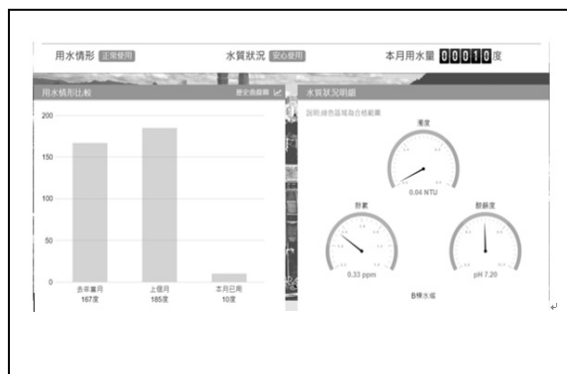 用水情形 正常使用
水質狀況 安心使用
本月用水量 00010度
用水情形比較
歷史曲線圖
200
150
100
50
0
去年當月
167度
上個月
185度
本月已用
10度
水質狀況明細
說明:綠色區域為合格範圍
濁度
0.04 NTU
餘氯
0.33 ppm
酸鹼度
pH 7.20
B棟水塔